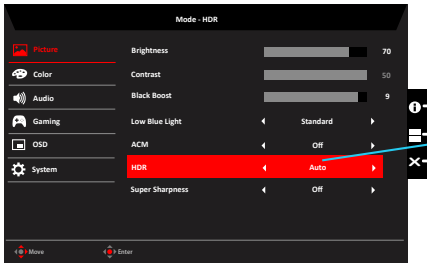 Mode - HDR
Picture
Color
Audio
Gaming
OSD
System
Brightness 70
Contrast 50
Black Boost 9
Low Blue Light Standard
ACM Off
HDR Auto
Super Sharpness Off
Move Enter